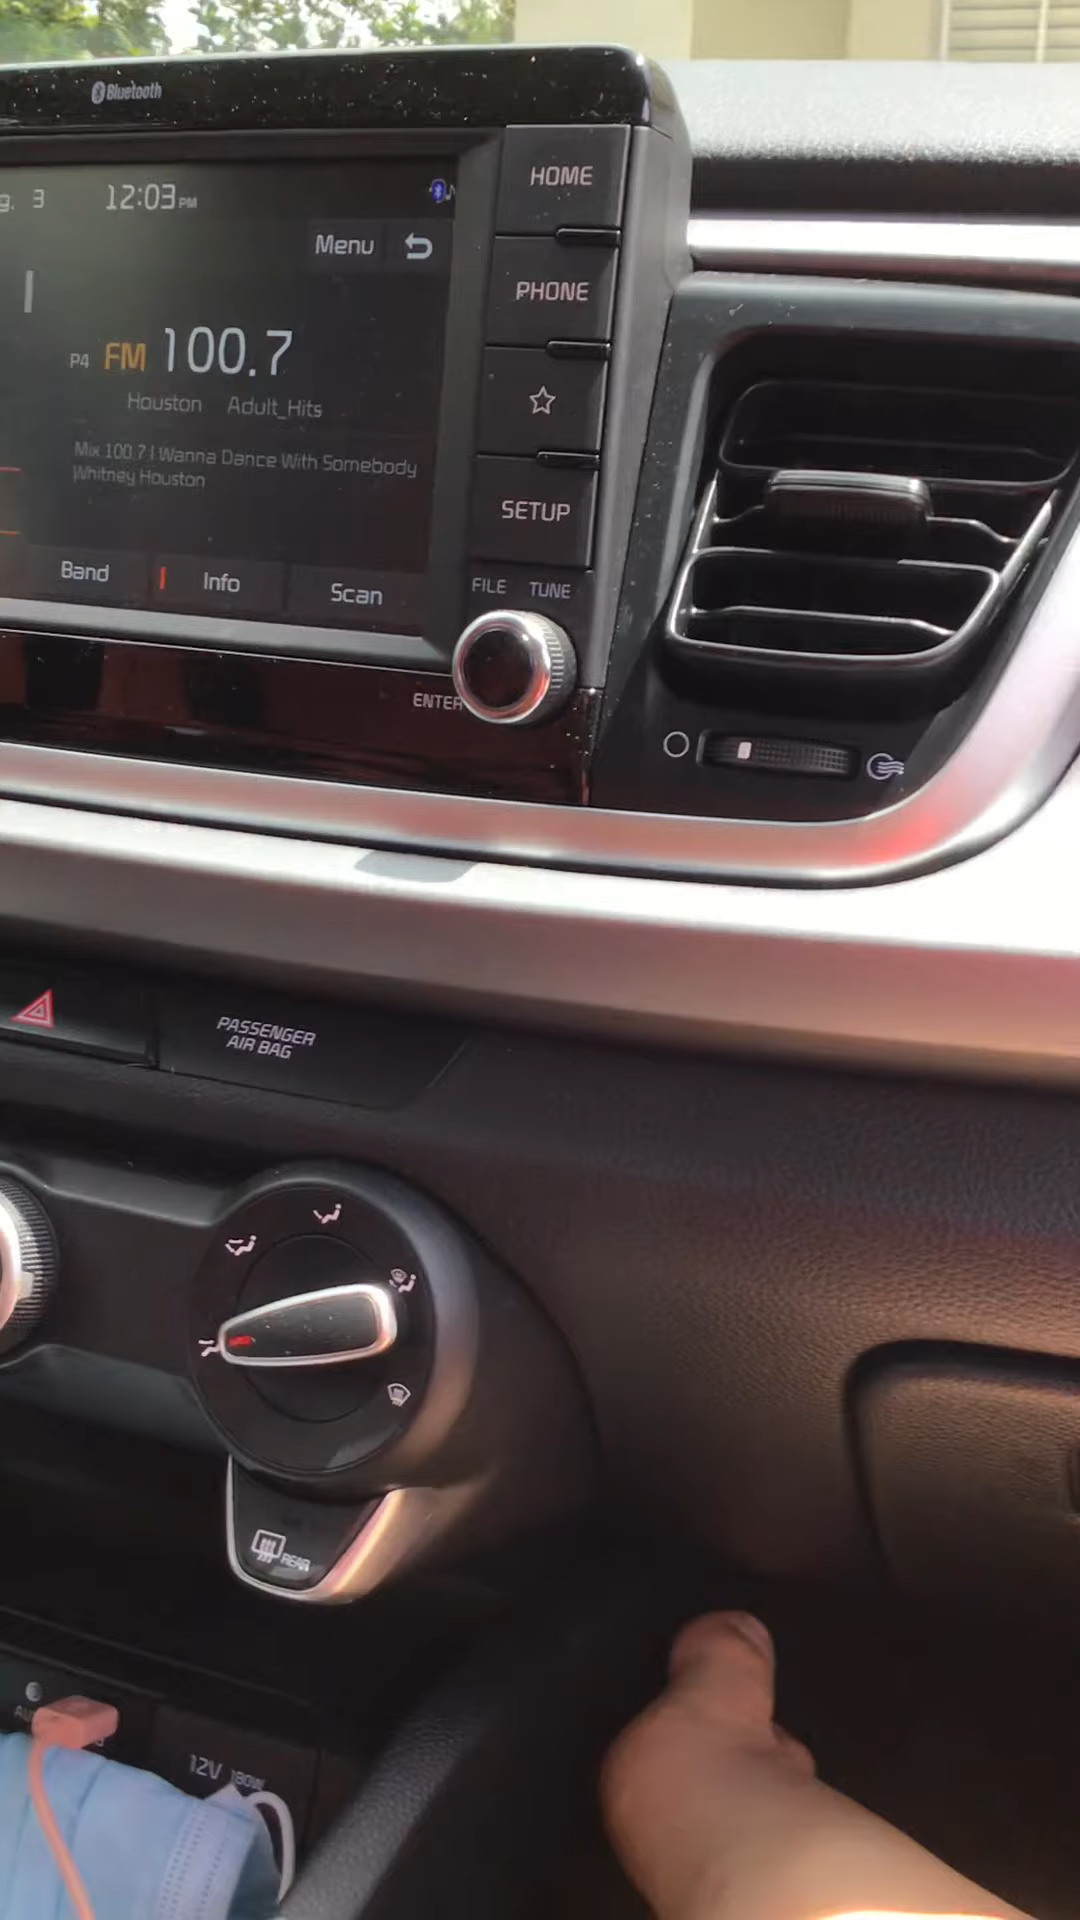 Bluetooth
g. 3 12:03 PM
Menu
P4 FM 100.7
Houston Adult_Hits
Mix 100.7 I Wanna Dance With Somebody
Whitney Houston
Band Info Scan
HOME
PHONE
SETUP
FILE TUNE
ENTER
PASSENGER
AIR BAG
REAR
12V 180W